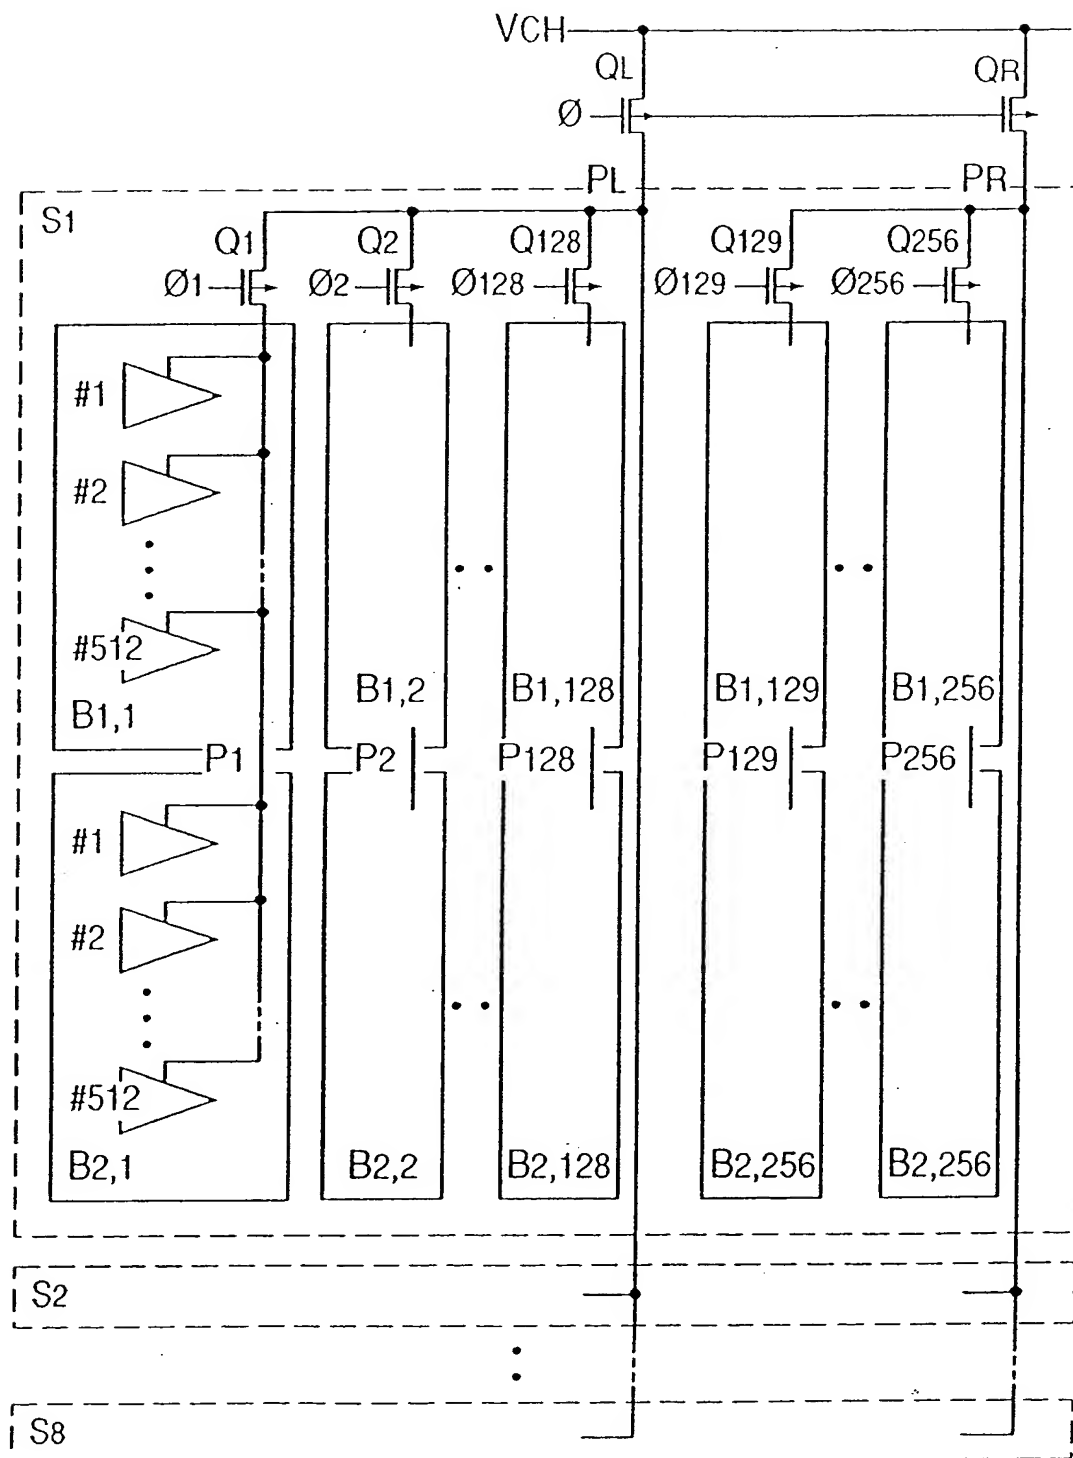 VCH
QL QR
Ø
PL PR
S1
Q1 Q2 Q128 Q129 Q256
Ø1 Ø2 Ø128 Ø129 Ø256
#1
#2
#512
B1,1 B1,2 B1,128 B1,129 B1,256
P1 P2 P128 P129 P256
#1
#2
#512
B2,1 B2,2 B2,128 B2,256 B2,256
S2
S8